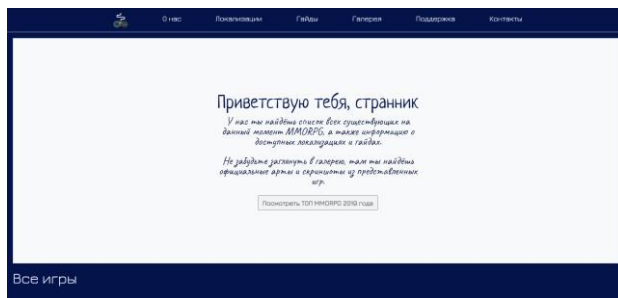 О нас Локализации Гайды Галерея Поддержка Контакты
Приветствую тебя, странник
У нас ты найдёшь список всех существующих на
данный момент MMORPG, а также информацию о
доступных локализациях и гайдах.
Не забудьте заглянуть в галерею, там ты найдёшь
официальные арты и скриншоты из представленных
игр.
Посмотреть ТОП MMORPG 2019 года
Все игры